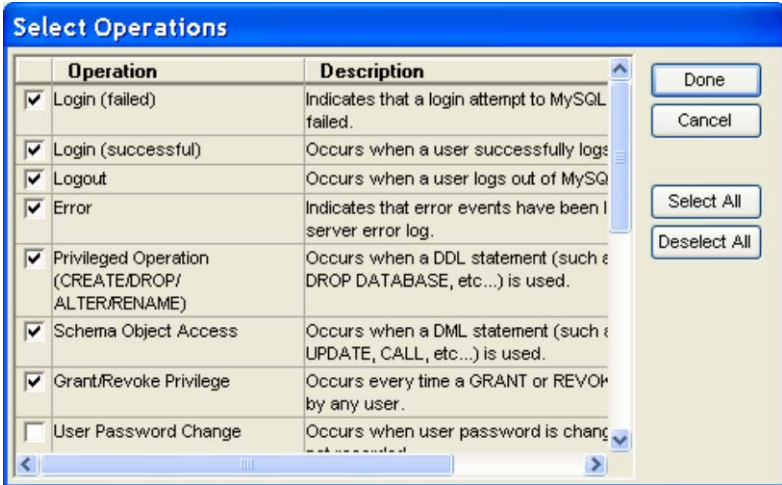 Select Operations
Operation Description
Login (failed) Indicates that a login attempt to MySQL
failed.
Login (successful) Occurs when a user successfully logs
Logout Occurs when a user logs out of MySQ
Error Indicates that error events have been l
server error log.
Privileged Operation Occurs when a DDL statement (such a
(CREATE/DROP/ DROP DATABASE, etc...) is used.
ALTER/RENAME)
Schema Object Access Occurs when a DML statement (such a
UPDATE, CALL, etc...) is used.
Grant/Revoke Privilege Occurs every time a GRANT or REVOK
by any user.
User Password Change Occurs when user password is chang
Done
Cancel
Select All
Deselect All